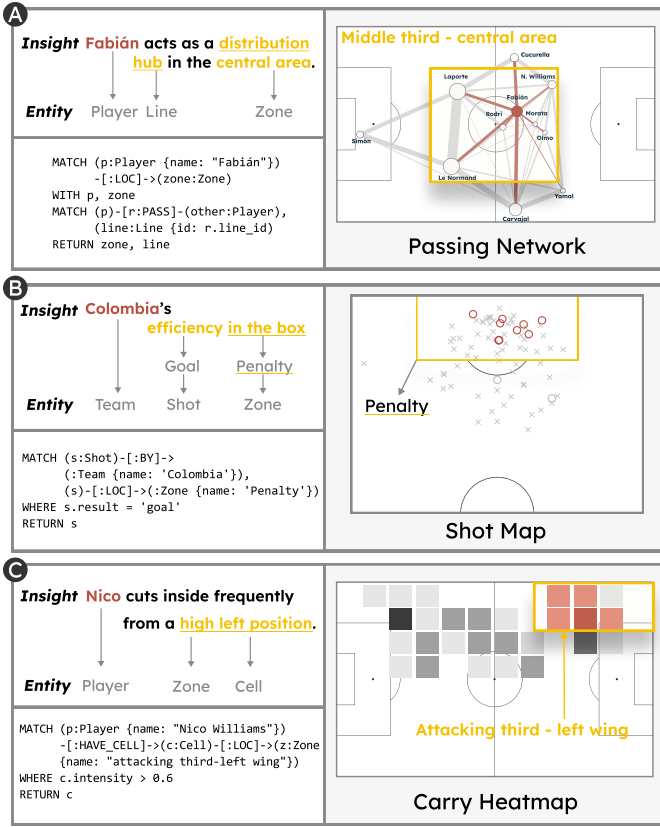 A
Insight Fabián acts as a distribution
hub in the central area.
Entity Player Line Zone
MATCH (p:Player {name: "Fabián"})
-[:LOC]->(zone:Zone)
WITH p, zone
MATCH (p)-[r:PASS]-(other:Player),
(line:Line {id: r.line_id)
RETURN zone, line
Middle third - central area
Cucurella
Laporte
N. Williams
Fabián
Rodri
Morata
Olmo
Simón
Le Normand
Yamal
Carvajal
Passing Network
B
Insight Colombia's
efficiency in the box
Goal Penalty
Entity Team Shot Zone
MATCH (s:Shot)-[:BY]->
(:Team {name: 'Colombia'}),
(s)-[:LOC]->(:Zone {name: 'Penalty'})
WHERE s.result = 'goal'
RETURN s
Penalty
Shot Map
C
Insight Nico cuts inside frequently
from a high left position.
Entity Player Zone Cell
MATCH (p:Player {name: "Nico Williams"})
-[:HAVE_CELL]->(c:Cell)-[:LOC]->(z:Zone
{name: "attacking third-left wing"})
WHERE c.intensity > 0.6
RETURN c
Attacking third - left wing
Carry Heatmap